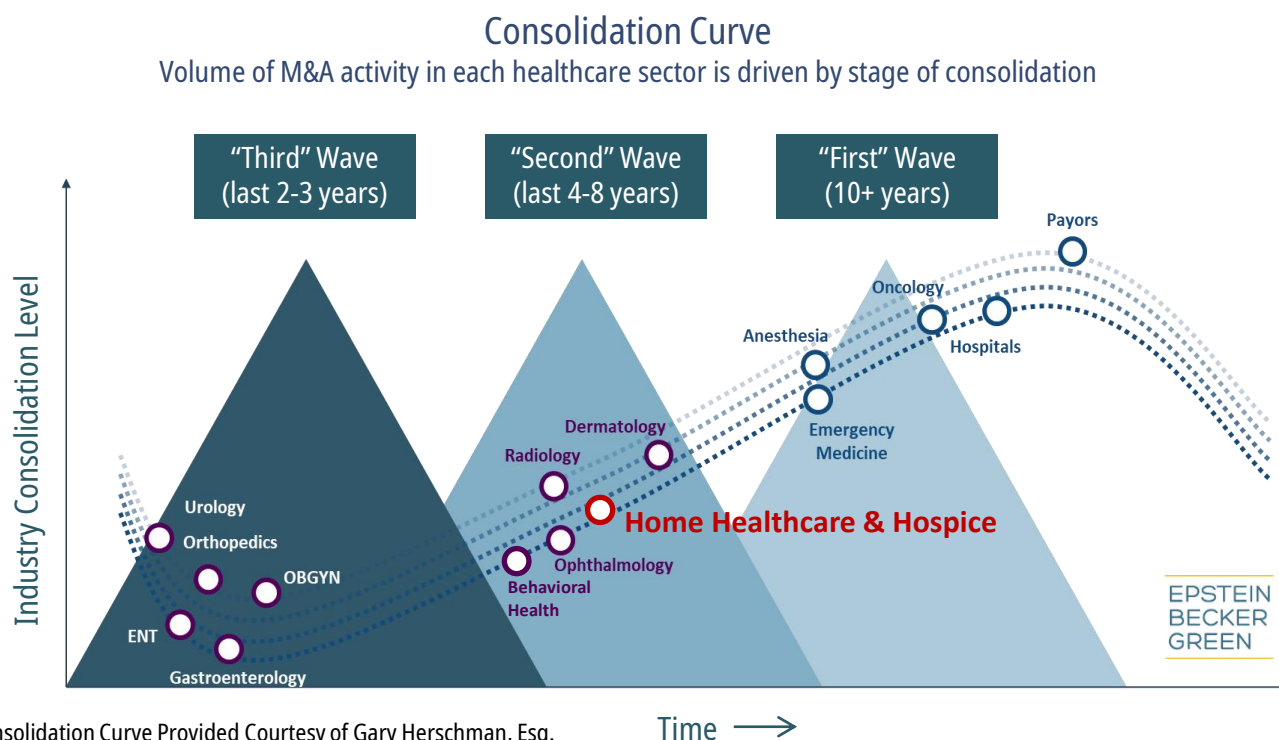 Consolidation Curve
Volume of M&A activity in each healthcare sector is driven by stage of consolidation
“Third” Wave
(last 2-3 years)
“Second” Wave
(last 4-8 years)
“First” Wave
(10+ years)
Industry Consolidation Level
Payors
Oncology
Anesthesia
Hospitals
Emergency
Medicine
Dermatology
Radiology
Home Healthcare & Hospice
Ophthalmology
Behavioral
Health
Urology
Orthopedics
OBGYN
ENT
Gastroenterology
EPSTEIN
BECKER
GREEN
nsolidation Curve Provided Courtesy of Gary Herschman, Esq.
Time